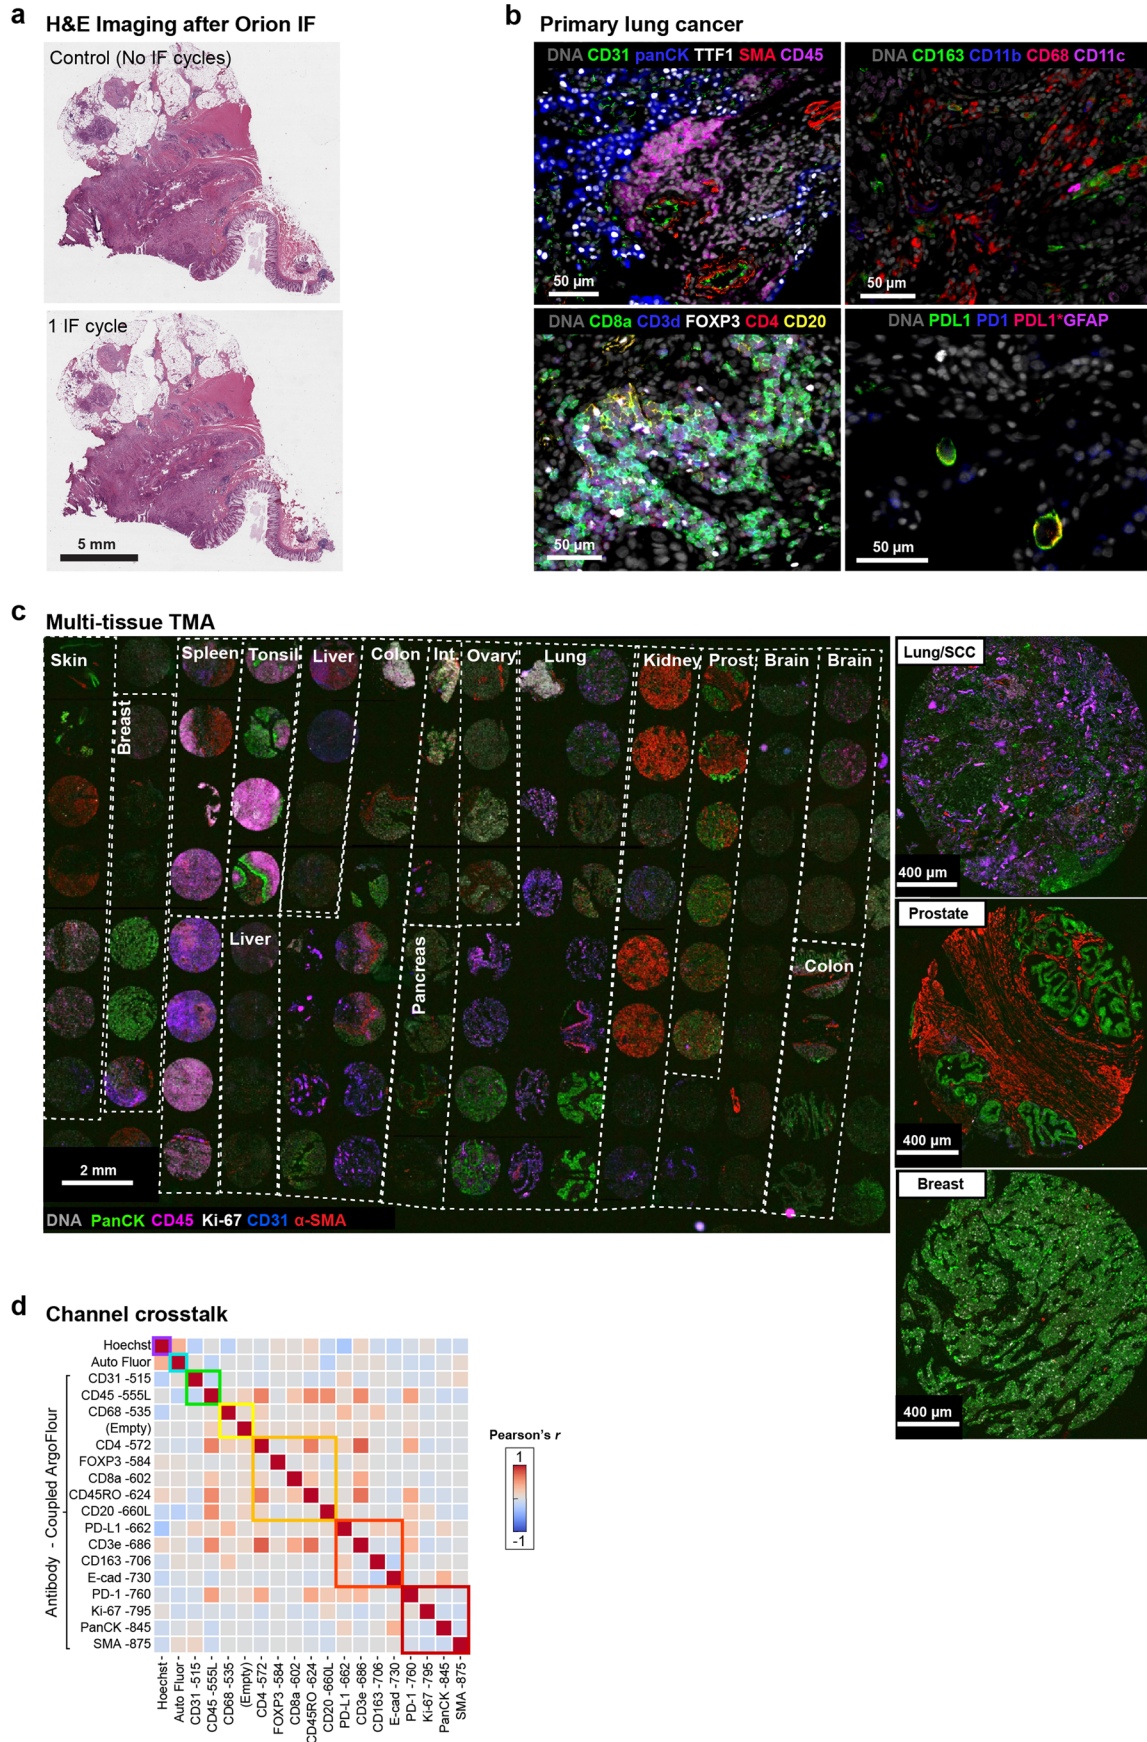 a
H&E Imaging after Orion IF
Control (No IF cycles)
1 IF cycle
5 mm
b
Primary lung cancer
DNA CD31 panCK TTF1 SMA CD45
50 µm
DNA CD163 CD11b CD68 CD11c
50 µm
DNA CD8a CD3d FOXP3 CD4 CD20
50 µm
DNA PDL1 PD1 PDL1*GFAP
50 µm
c
Multi-tissue TMA
Skin
Breast
Spleen
Tonsil
Liver
Colon
Int.
Ovary
Lung
Kidney
Prost.
Brain
Brain
Liver
Pancreas
Colon
2 mm
DNA PanCK CD45 Ki-67 CD31 α-SMA
Lung/SCC
400 µm
Prostate
400 µm
Breast
400 µm
d
Channel crosstalk
Antibody - Coupled ArgoFlour
Hoechst
Auto Fluor
CD31 -515
CD45 -555L
CD68 -535
(Empty)
CD4 -572
FOXP3 -584
CD8a -602
CD45RO -624
CD20 -660L
PD-L1 -662
CD3e -686
CD163 -706
E-cad -730
PD-1 -760
Ki-67 -795
PanCK -845
SMA -875
Hoechst
Auto Fluor
CD31 -515
CD45 -555L
CD68 -535
(Empty)
CD4 -572
FOXP3 -584
CD8a -602
CD45RO -624
CD20 -660L
PD-L1 -662
CD3e -686
CD163 -706
E-cad -730
PD-1 -760
Ki-67 -795
PanCK -845
SMA -875
Pearson's r
1
-1